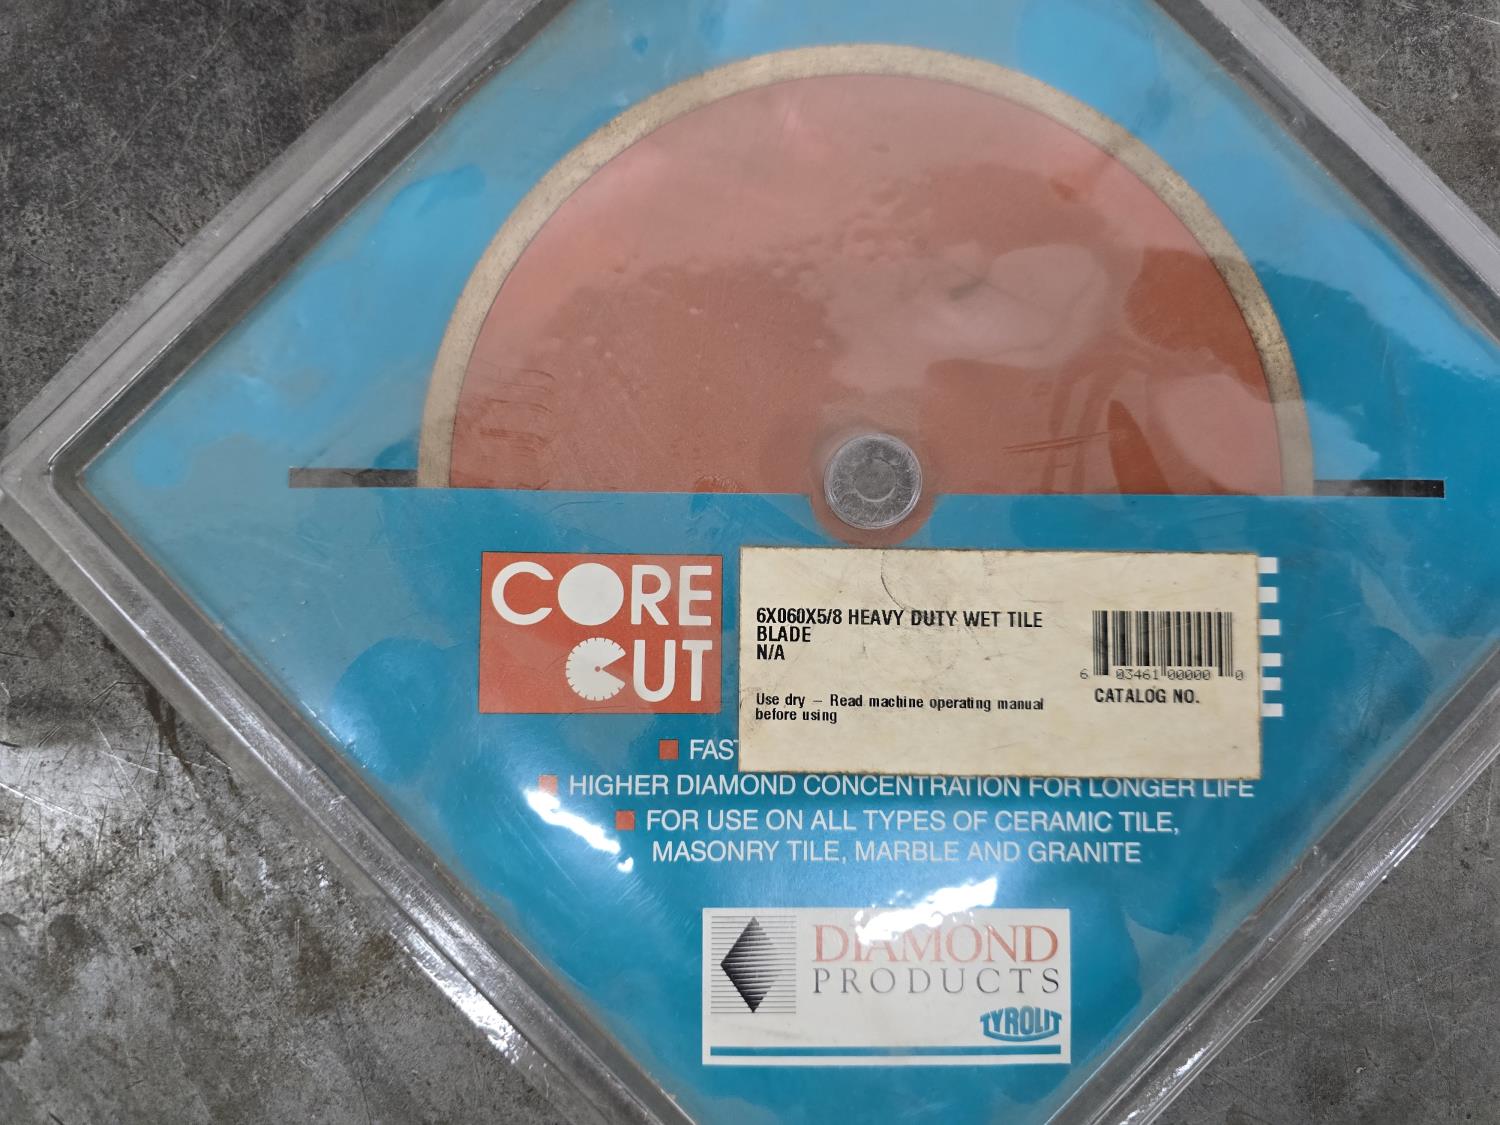 CORE
CUT
6X060X5/8 HEAVY DUTY WET TILE
BLADE
N/A
Use dry — Read machine operating manual
before using
6 03461 00000 0
CATALOG NO.
HIGHER DIAMOND CONCENTRATION FOR LONGER LIFE
FOR USE ON ALL TYPES OF CERAMIC TILE,
MASONRY TILE, MARBLE AND GRANITE
DIAMOND
PRODUCTS
TYROLIT